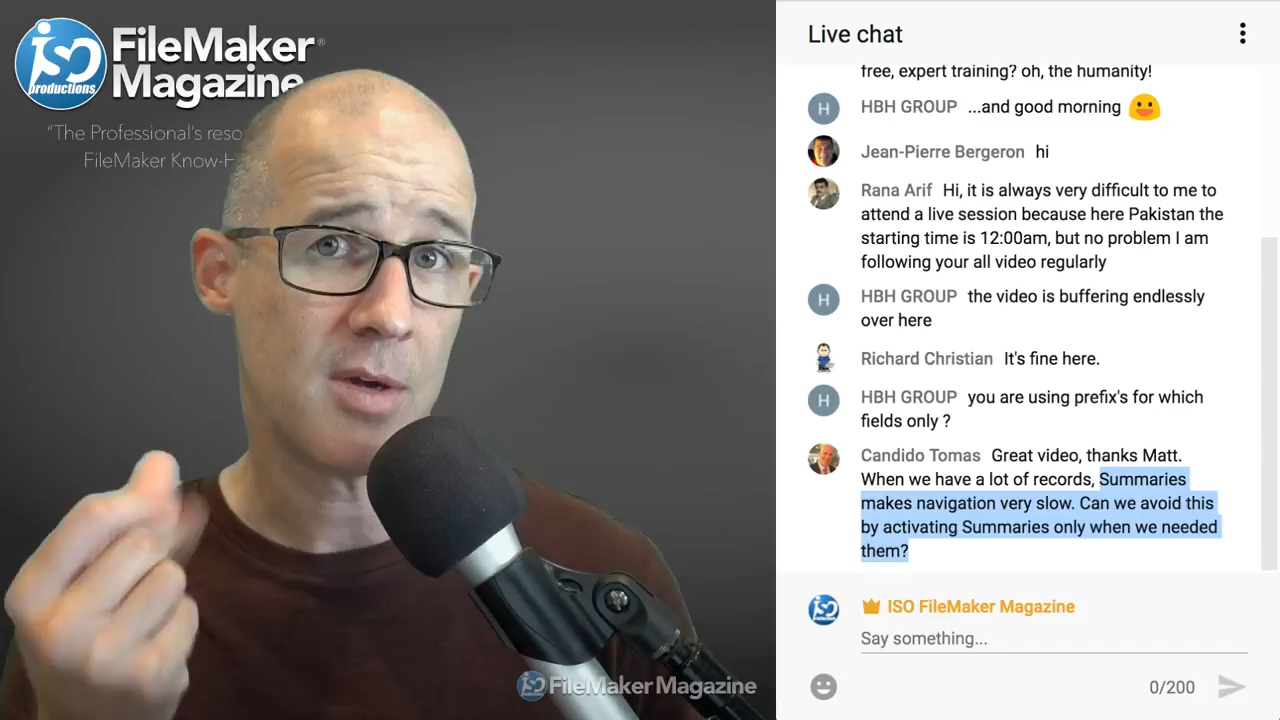 iso
productions
FileMaker
Magazine
"The Professional's reso
FileMaker Know-H
iso FileMaker Magazine
Live chat
free, expert training? oh, the humanity!
H HBH GROUP ...and good morning
Jean-Pierre Bergeron hi
Rana Arif Hi, it is always very difficult to me to
attend a live session because here Pakistan the
starting time is 12:00am, but no problem I am
following your all video regularly
H HBH GROUP the video is buffering endlessly
over here
Richard Christian It's fine here.
H HBH GROUP you are using prefix's for which
fields only ?
Candido Tomas Great video, thanks Matt.
When we have a lot of records, Summaries
makes navigation very slow. Can we avoid this
by activating Summaries only when we needed
them?
iso ISO FileMaker Magazine
Say something...
0/200